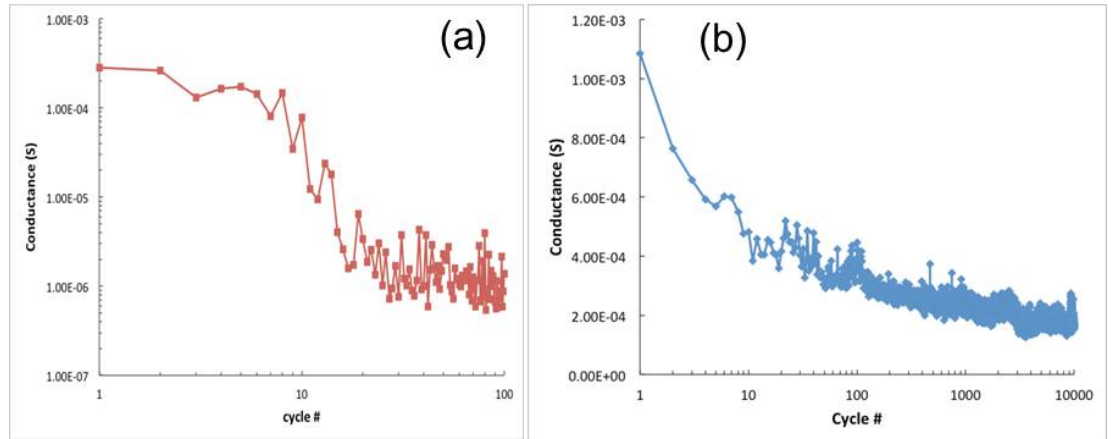 (a)
1.00E-03
1.00E-04
1.00E-05
1.00E-06
1.00E-07
Conductance (S)
1
10
100
cycle #
(b)
1.20E-03
1.00E-03
8.00E-04
6.00E-04
4.00E-04
2.00E-04
0.00E+00
Conductance (S)
1
10
100
1000
10000
Cycle #